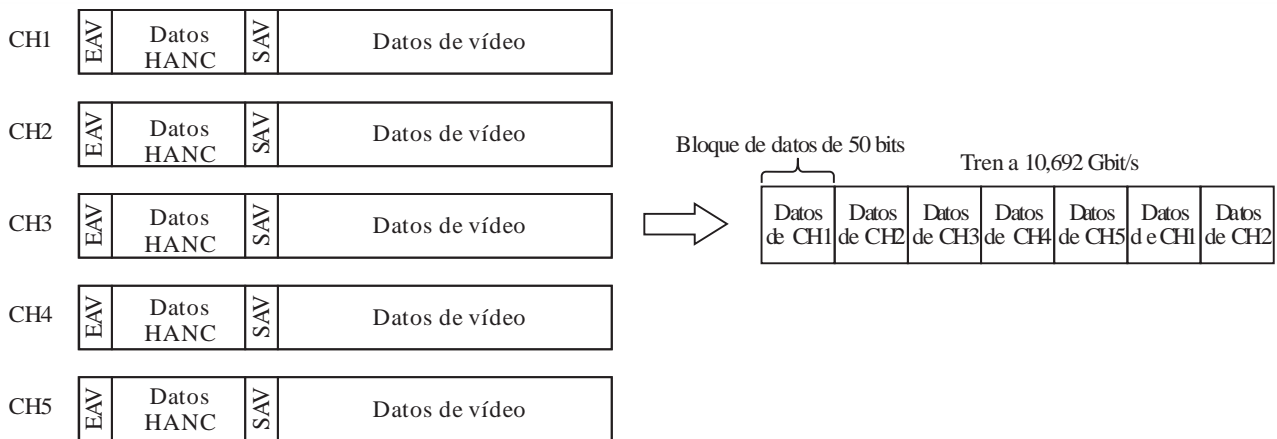 CH1 EAV Datos HANC SAV Datos de vídeo
CH2 EAV Datos HANC SAV Datos de vídeo
CH3 EAV Datos HANC SAV Datos de vídeo
CH4 EAV Datos HANC SAV Datos de vídeo
CH5 EAV Datos HANC SAV Datos de vídeo
Bloque de datos de 50 bits
Tren a 10,692 Gbit/s
Datos Datos Datos Datos Datos Datos Datos
de CH1 de CH2 de CH3 de CH4 de CH5 de CH1 de CH2